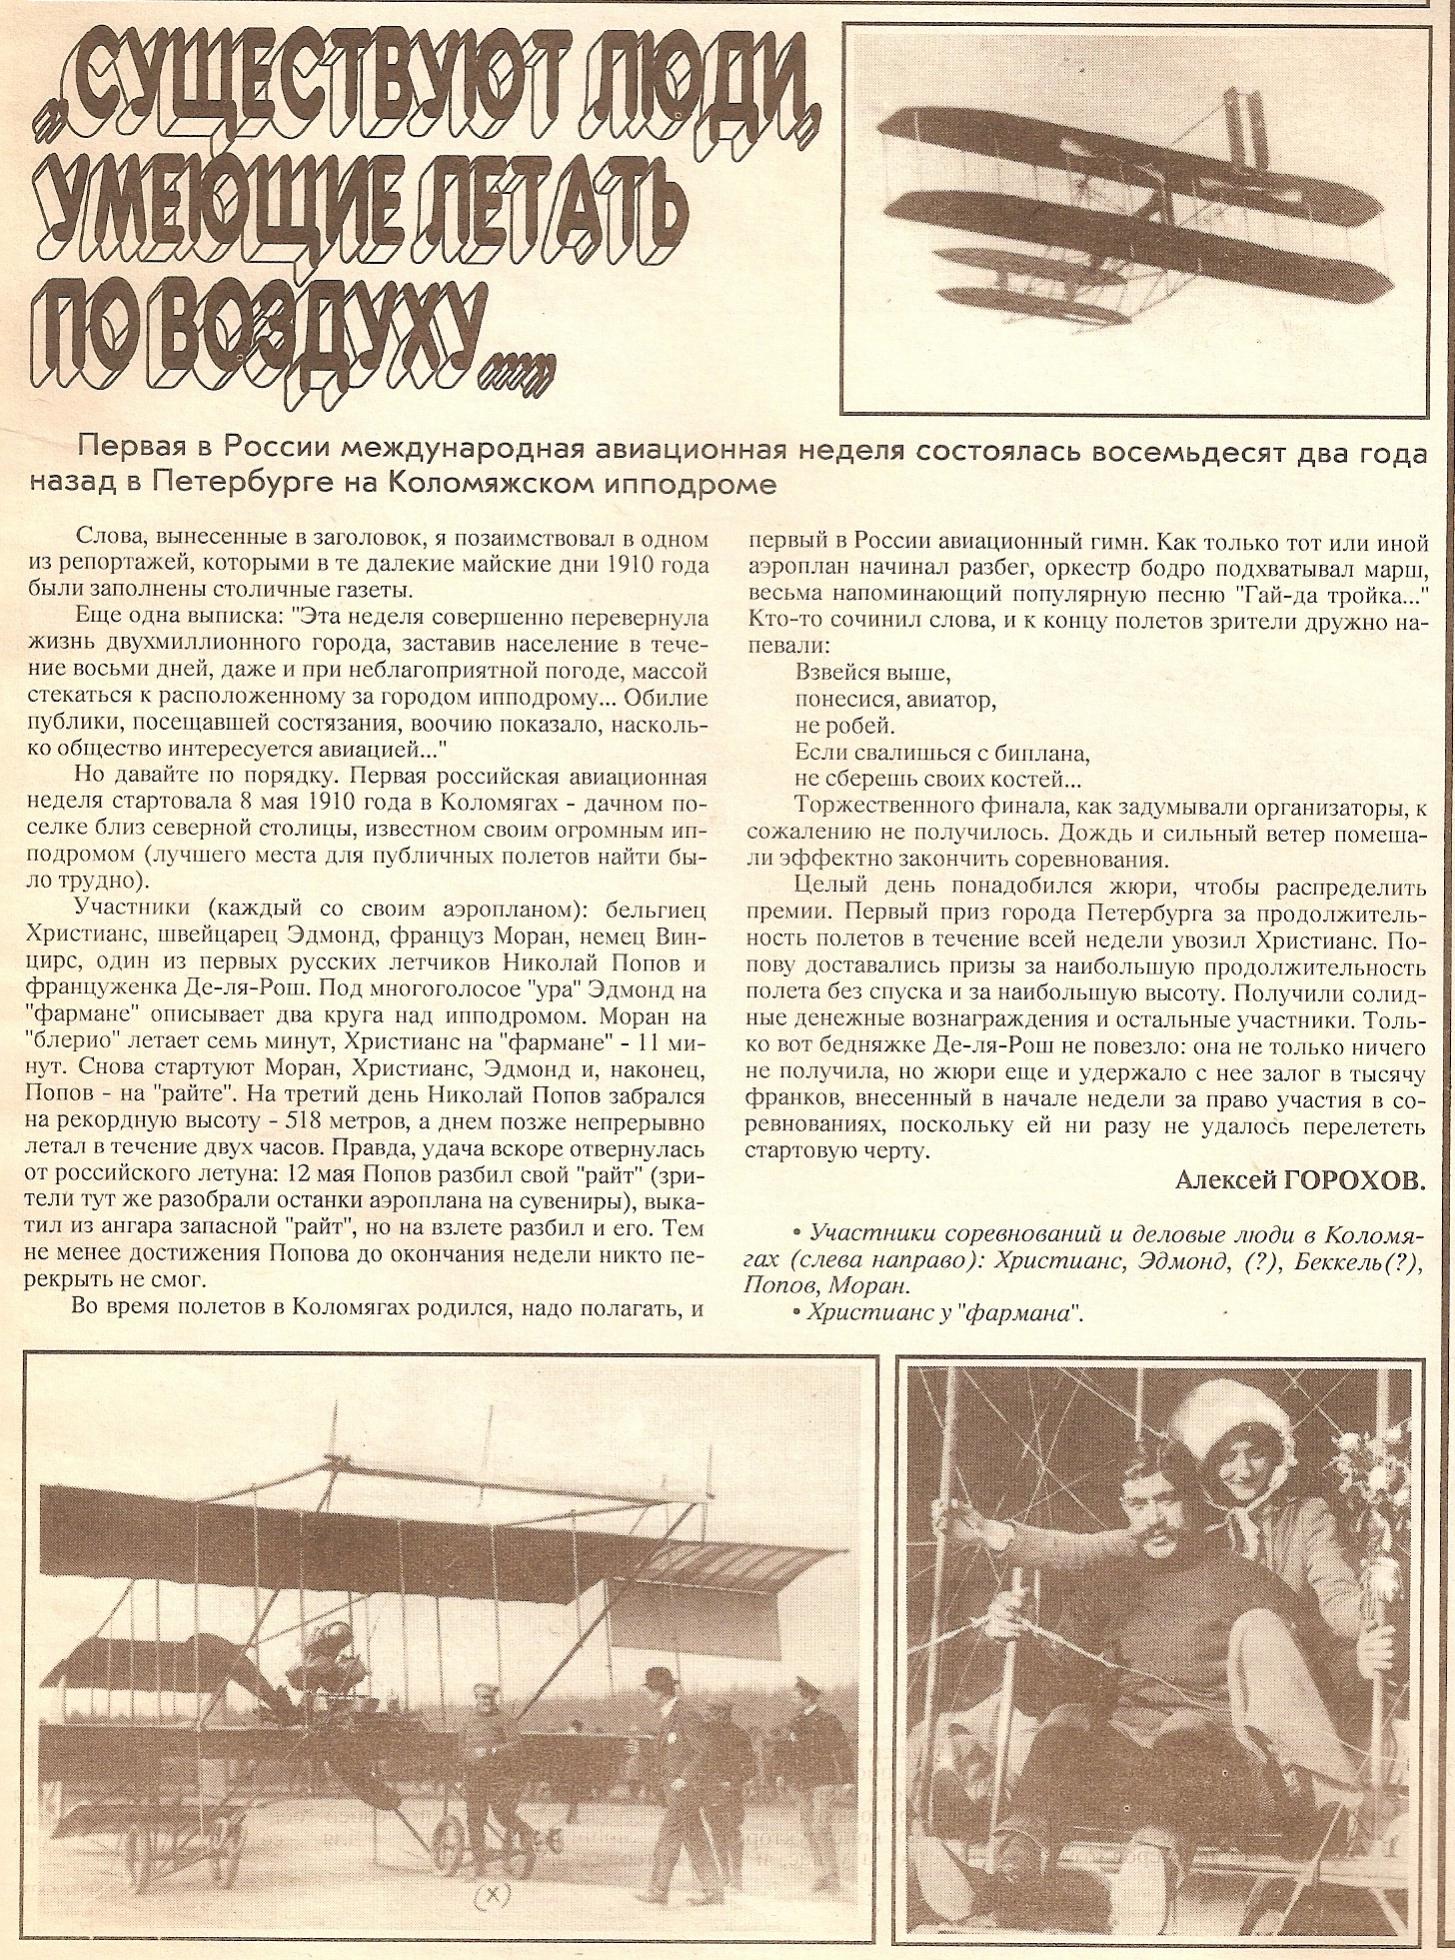 „СУЩЕСТВУЮТ ЛЮДИ,
УМЕЮЩИЕ ЛЕТАТЬ
ПО ВОЗДУХУ...„
Первая в России международная авиационная неделя состоялась восемьдесят два года
назад в Петербурге на Коломяжском ипподроме
Слова, вынесенные в заголовок, я позаимствовал в одном
из репортажей, которыми в те далекие майские дни 1910 года
были заполнены столичные газеты.
Еще одна выписка: "Эта неделя совершенно перевернула
жизнь двухмиллионного города, заставив население в тече-
ние восьми дней, даже и при неблагоприятной погоде, массой
стекаться к расположенному за городом ипподрому... Обилие
публики, посещавшей состязания, воочию показало, насколь-
ко общество интересуется авиацией..."
Но давайте по порядку. Первая российская авиационная
неделя стартовала 8 мая 1910 года в Коломягах - дачном по-
селке близ северной столицы, известном своим огромным ип-
подромом (лучшего места для публичных полетов найти бы-
ло трудно).
Участники (каждый со своим аэропланом): бельгиец
Христианс, швейцарец Эдмонд, француз Моран, немец Вин-
цирс, один из первых русских летчиков Николай Попов и
француженка Де-ля-Рош. Под многоголосое "ура" Эдмонд на
"фармане" описывает два круга над ипподромом. Моран на
"блерио" летает семь минут, Христианс на "фармане" - 11 ми-
нут. Снова стартуют Моран, Христианс, Эдмонд и, наконец,
Попов - на "райте". На третий день Николай Попов забрался
на рекордную высоту - 518 метров, а днем позже непрерывно
летал в течение двух часов. Правда, удача вскоре отвернулась
от российского летуна: 12 мая Попов разбил свой "райт" (зри-
тели тут же разобрали останки аэроплана на сувениры), выка-
тил из ангара запасной "райт", но на взлете разбил и его. Тем
не менее достижения Попова до окончания недели никто пе-
рекрыть не смог.
Во время полетов в Коломягах родился, надо полагать, и
первый в России авиационный гимн. Как только тот или иной
аэроплан начинал разбег, оркестр бодро подхватывал марш,
весьма напоминающий популярную песню "Гай-да тройка..."
Кто-то сочинил слова, и к концу полетов зрители дружно на-
певали:
Взвейся выше,
понесися, авиатор,
не робей.
Если свалишься с биплана,
не сберешь своих костей...
Торжественного финала, как задумывали организаторы, к
сожалению не получилось. Дождь и сильный ветер помеша-
ли эффектно закончить соревнования.
Целый день понадобился жюри, чтобы распределить
премии. Первый приз города Петербурга за продолжитель-
ность полетов в течение всей недели увозил Христианс. По-
пову доставались призы за наибольшую продолжительность
полета без спуска и за наибольшую высоту. Получили солид-
ные денежные вознаграждения и остальные участники. Толь-
ко вот бедняжке Де-ля-Рош не повезло: она не только ничего
не получила, но жюри еще и удержало с нее залог в тысячу
франков, внесенный в начале недели за право участия в со-
ревнованиях, поскольку ей ни разу не удалось перелететь
стартовую черту.
Алексей ГОРОХОВ.
• Участники соревнований и деловые люди в Коломя-
гах (слева направо): Христианс, Эдмонд, (?), Беккель(?),
Попов, Моран.
• Христианс у "фармана".
(х)